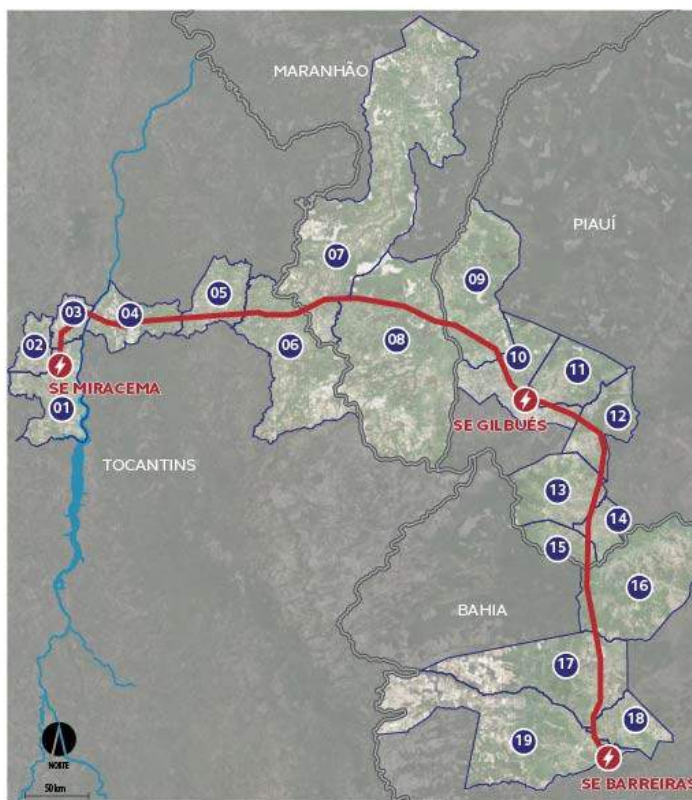 MARANHÃO
PIAUÍ
07
09
05
03
04
02
06
08
10
11
SE MIRACEMA
SE GILBUÉS
12
01
TOCANTINS
13
14
15
16
BAHIA
17
18
19
SE BARREIRAS
NORTE
50 km